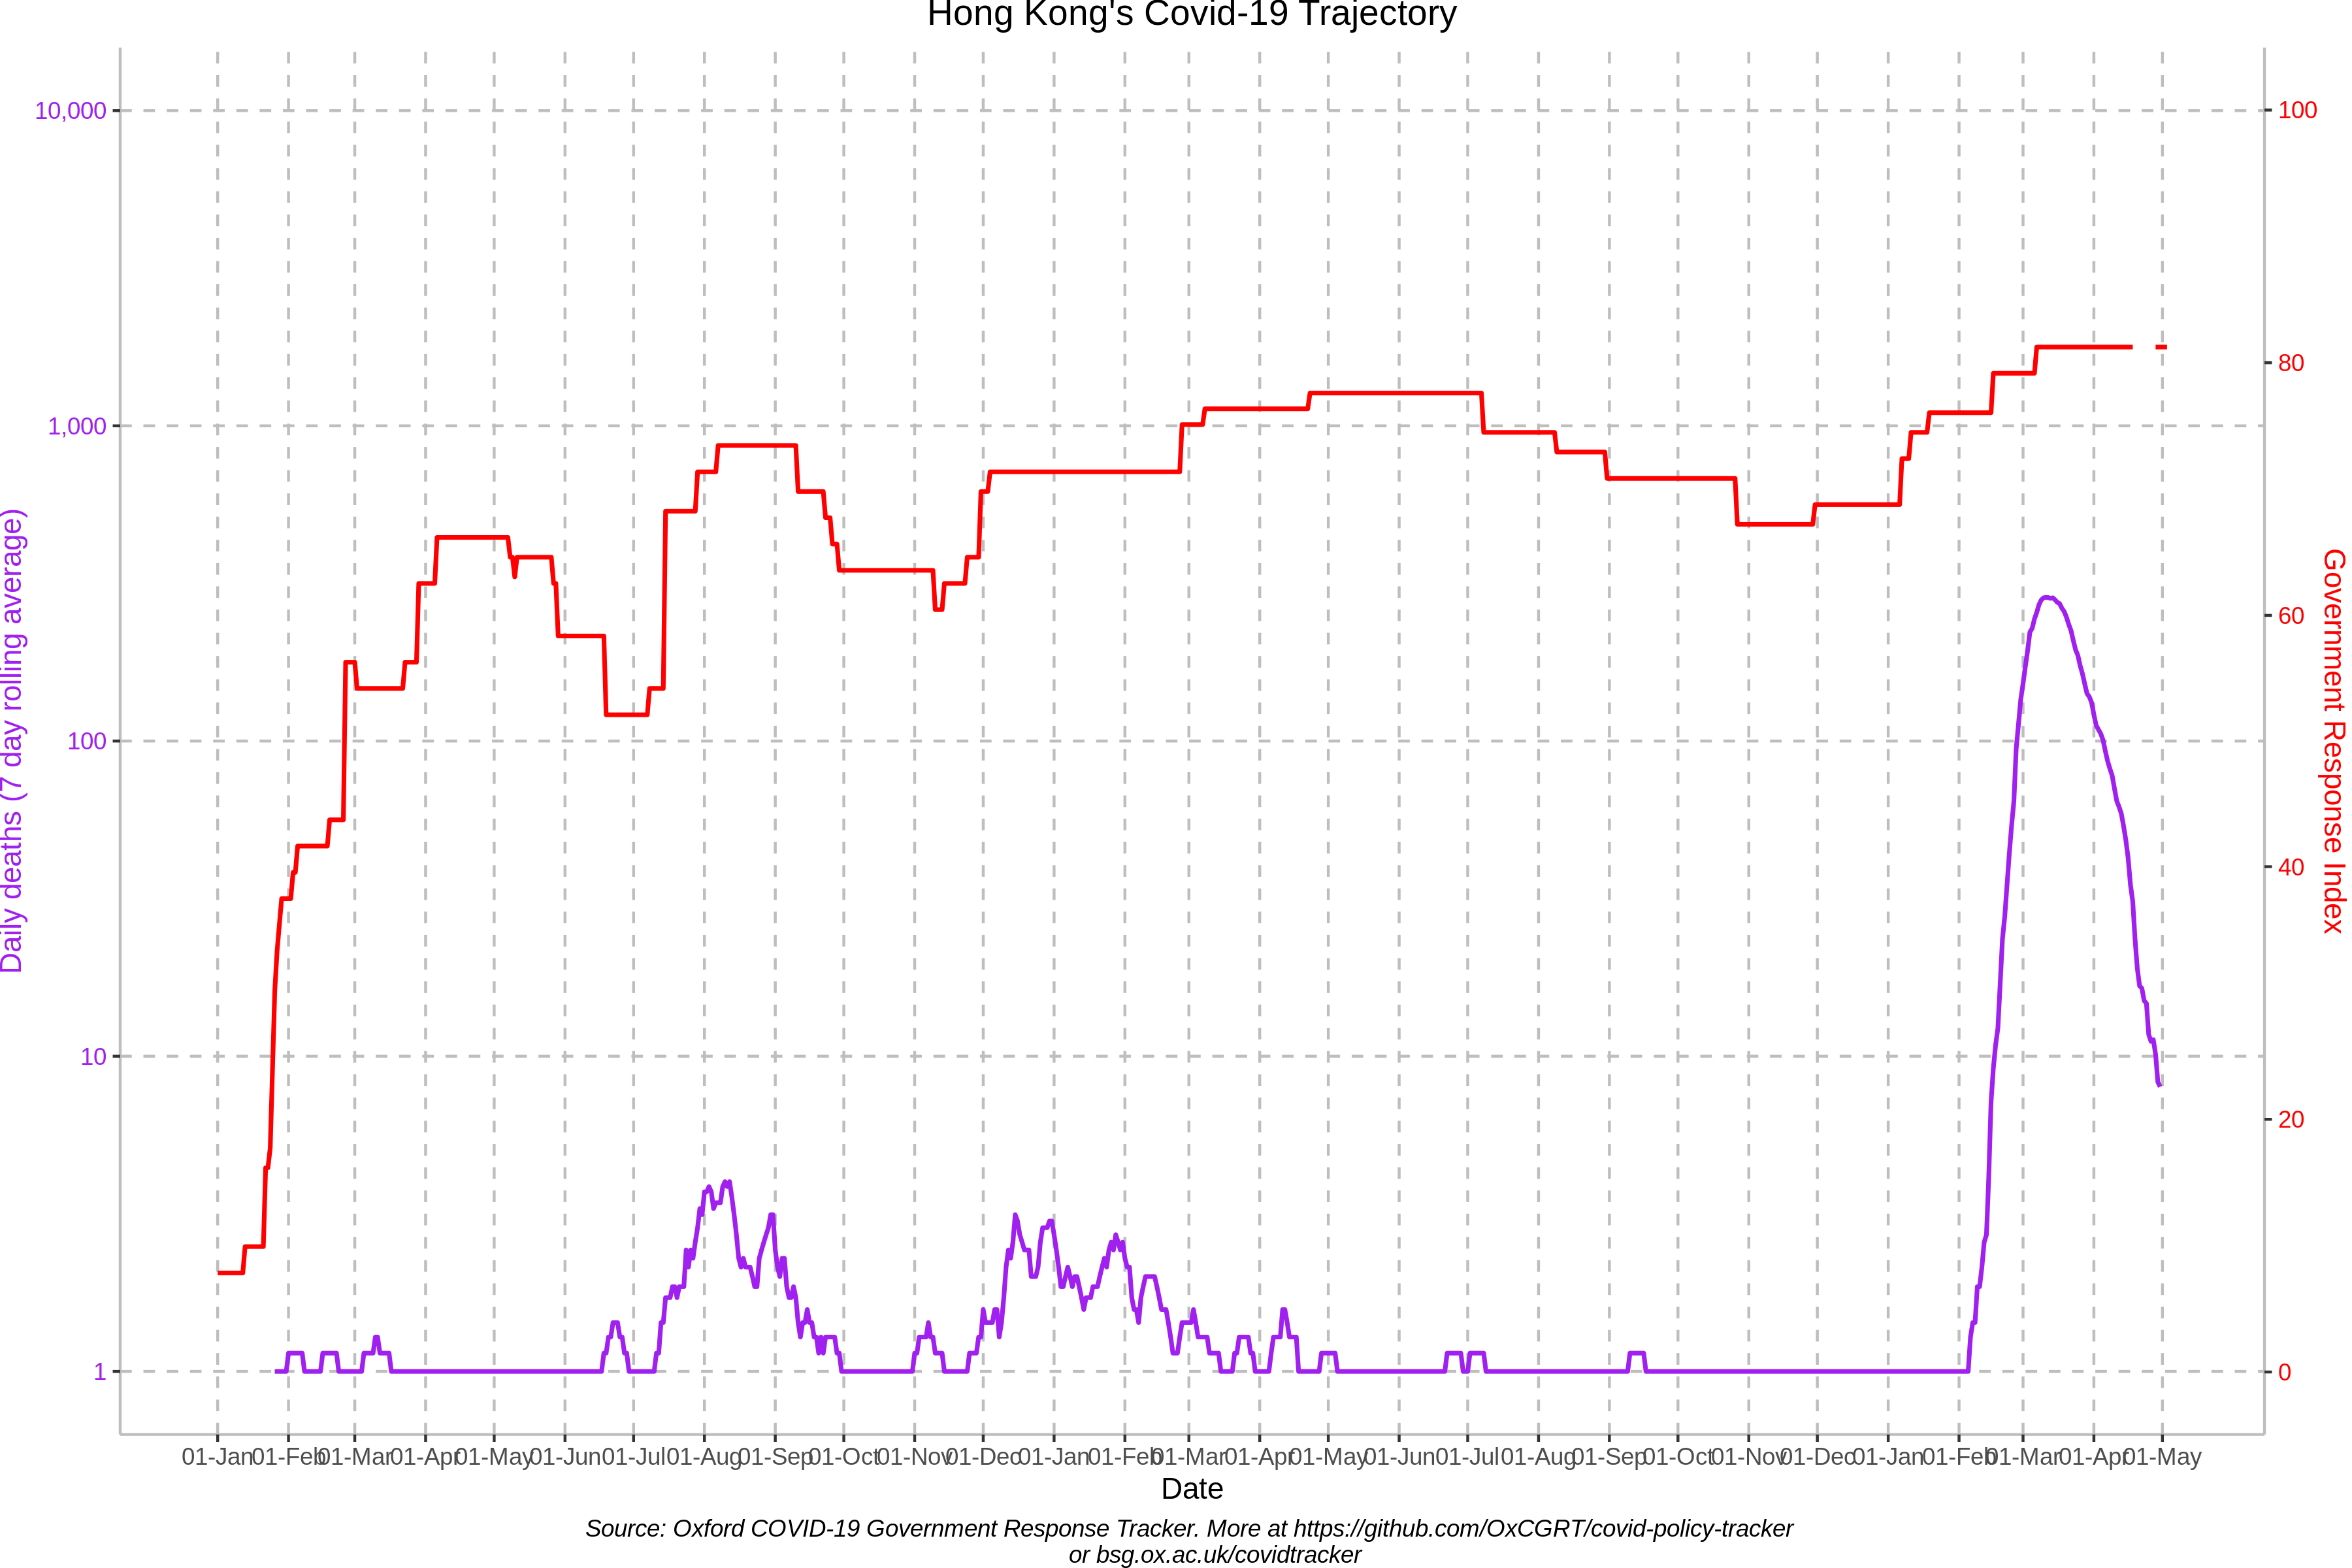 Hong Kong's Covid-19 Trajectory
10,000
1,000
100
10
1
Daily deaths (7 day rolling average)
100
80
60
40
20
0
Government Response Index
01-Jan 01-Feb 01-Mar 01-Apr 01-May 01-Jun 01-Jul 01-Aug 01-Sep 01-Oct 01-Nov 01-Dec 01-Jan 01-Feb 01-Mar 01-Apr 01-May 01-Jun 01-Jul 01-Aug 01-Sep 01-Oct 01-Nov 01-Dec 01-Jan 01-Feb 01-Mar 01-Apr 01-May
Date
Source: Oxford COVID-19 Government Response Tracker. More at https://github.com/OxCGRT/covid-policy-tracker
or bsg.ox.ac.uk/covidtracker